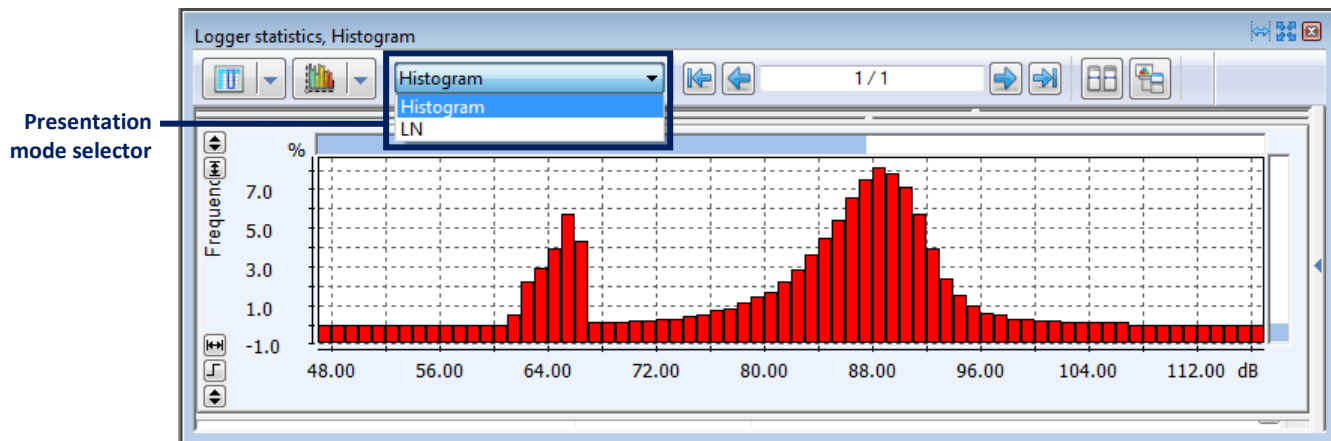 Logger statistics, Histogram
Histogram
1 / 1
Histogram
LN
Presentation
mode selector
%
Frequenc
7.0
5.0
3.0
1.0
-1.0
48.00 56.00 64.00 72.00 80.00 88.00 96.00 104.00 112.00 dB